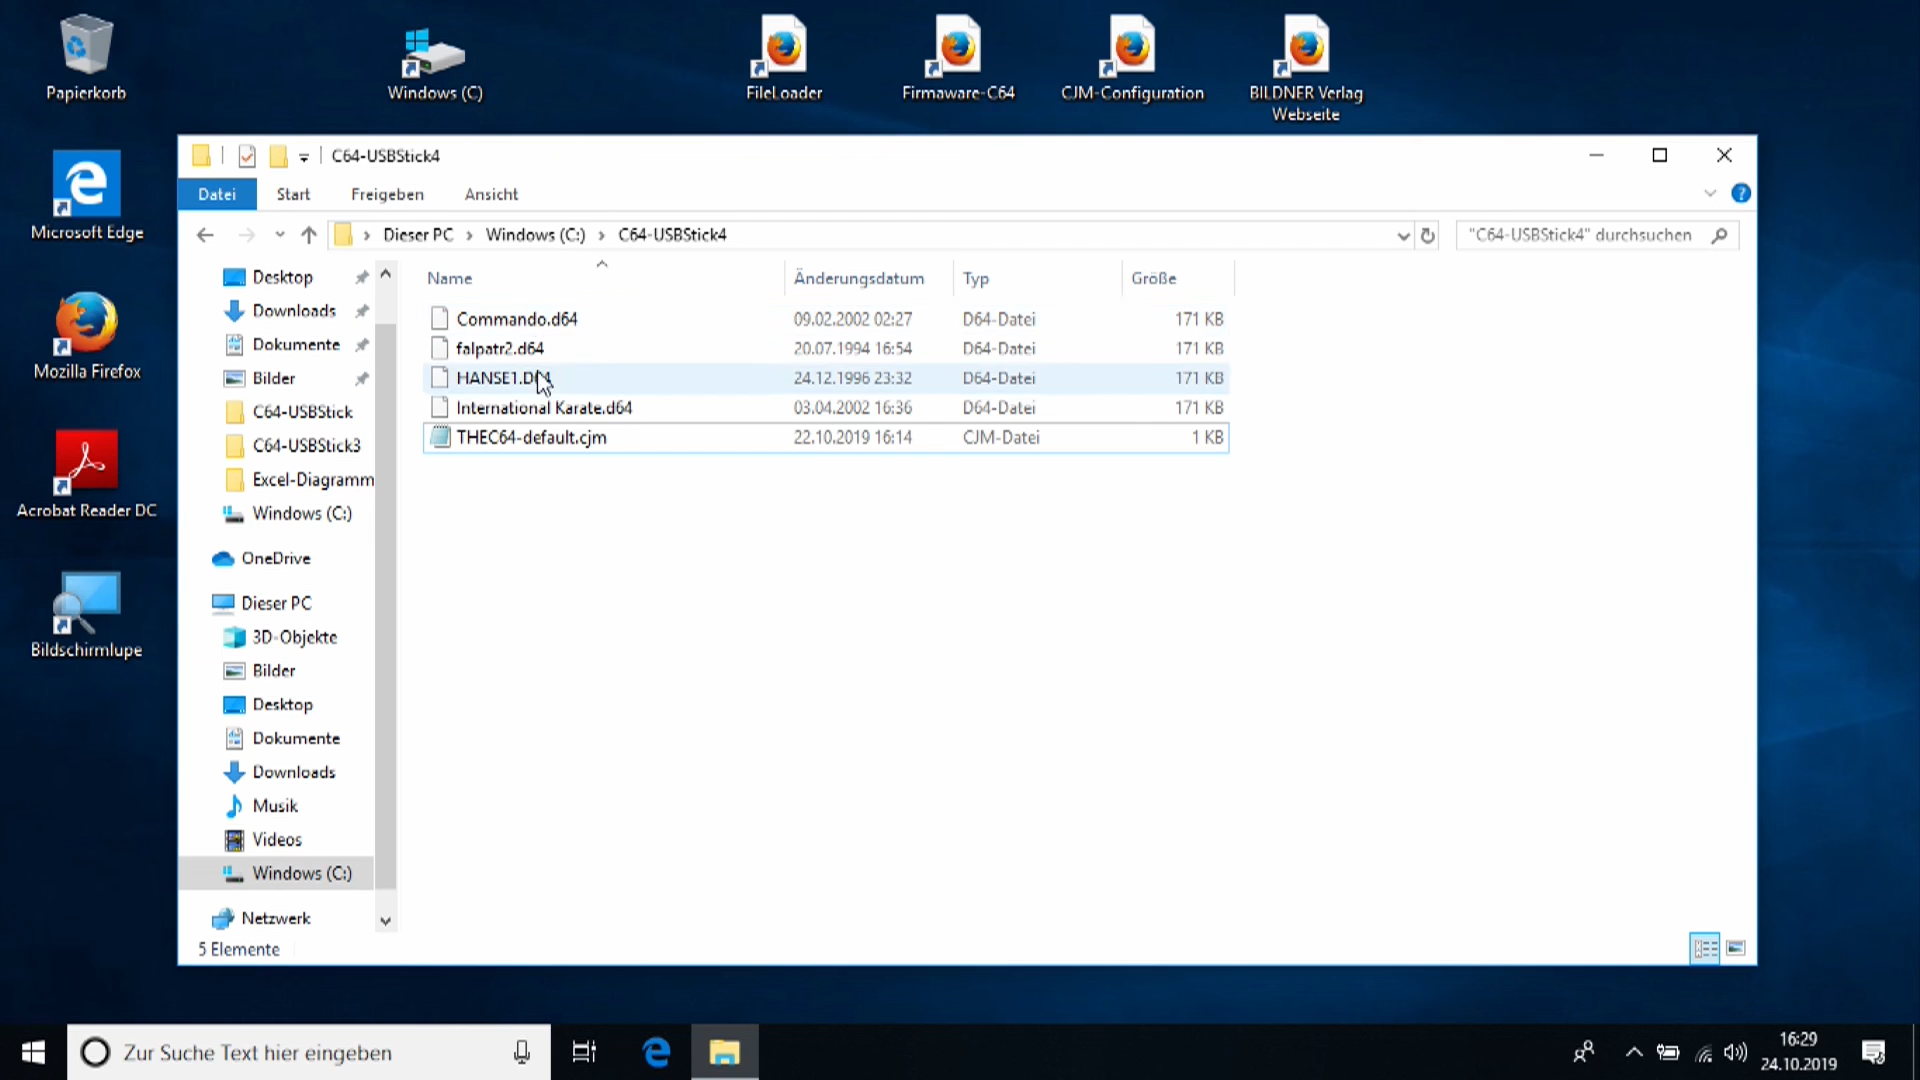 Papierkorb
Windows (C)
FileLoader
Firmaware-C64
CJM-Configuration
BILDNER Verlag
Webseite
Microsoft Edge
Mozilla Firefox
Acrobat Reader DC
Bildschirmlupe
C64-USBStick4
Datei Start Freigeben Ansicht
Dieser PC > Windows (C:) > C64-USBStick4
"C64-USBStick4" durchsuchen
Desktop
Downloads
Dokumente
Bilder
C64-USBStick
C64-USBStick3
Excel-Diagramm
Windows (C:)
OneDrive
Dieser PC
3D-Objekte
Bilder
Desktop
Dokumente
Downloads
Musik
Videos
Windows (C:)
Netzwerk
Name Änderungsdatum Typ Größe
Commando.d64 09.02.2002 02:27 D64-Datei 171 KB
falpatr2.d64 20.07.1994 16:54 D64-Datei 171 KB
HANSE1.D64 24.12.1996 23:32 D64-Datei 171 KB
International Karate.d64 03.04.2002 16:36 D64-Datei 171 KB
THEC64-default.cjm 22.10.2019 16:14 CJM-Datei 1 KB
5 Elemente
Zur Suche Text hier eingeben
16:29
24.10.2019